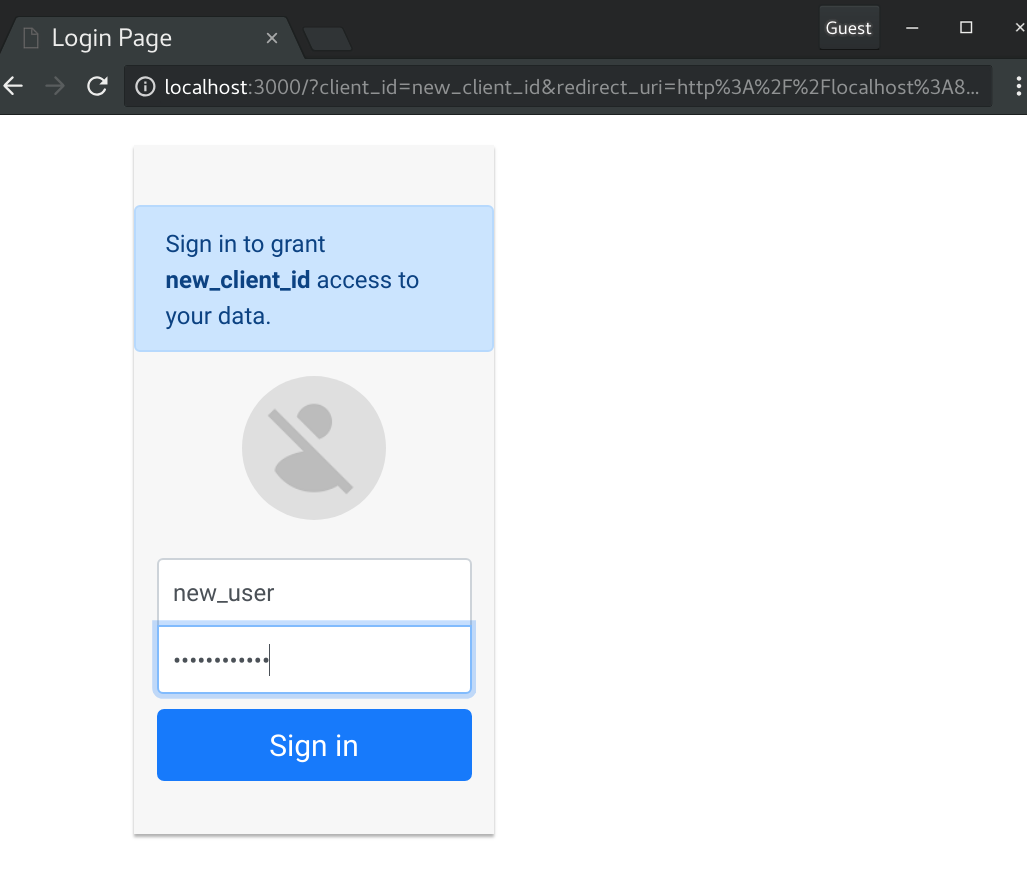 Login Page
Guest
localhost:3000/?client_id=new_client_id&redirect_uri=http%3A%2F%2Flocalhost%3A8...
Sign in to grant
new_client_id access to
your data.
new_user
••••••••••••
Sign in